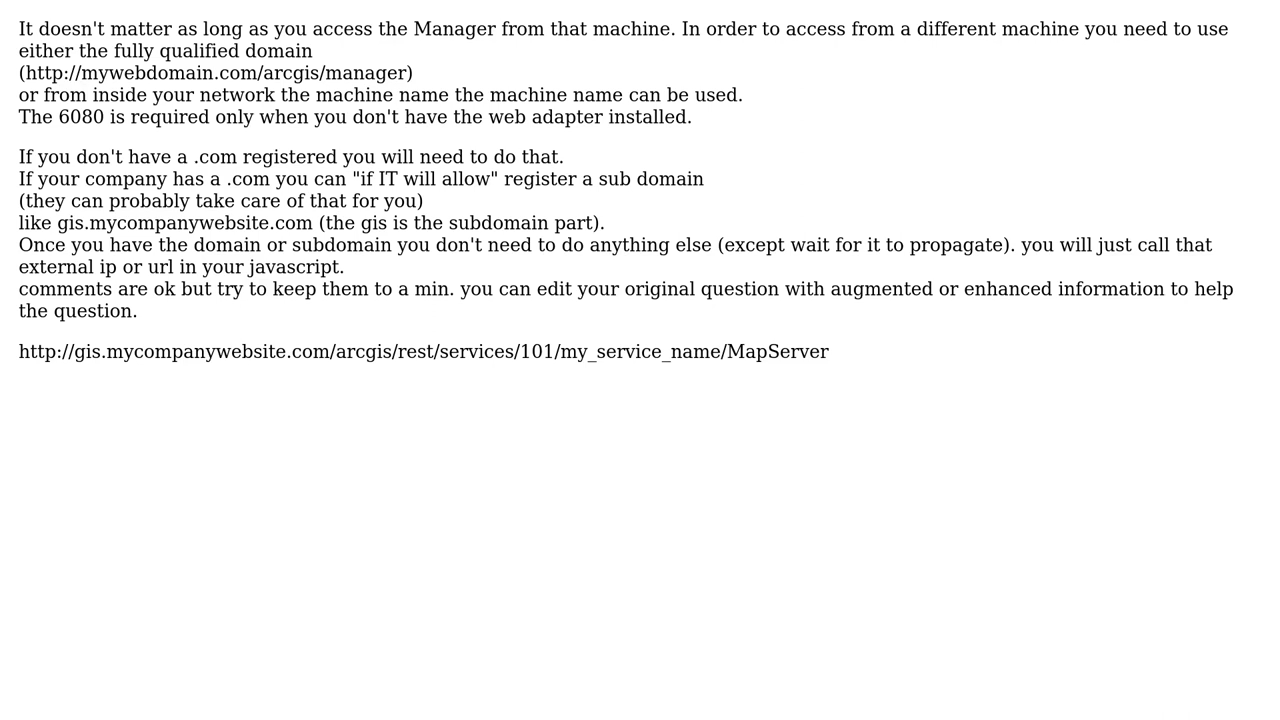 It doesn't matter as long as you access the Manager from that machine. In order to access from a different machine you need to use
either the fully qualified domain
(http://mywebdomain.com/arcgis/manager)
or from inside your network the machine name the machine name can be used.
The 6080 is required only when you don't have the web adapter installed.
If you don't have a .com registered you will need to do that.
If your company has a .com you can "if IT will allow" register a sub domain
(they can probably take care of that for you)
like gis.mycompanywebsite.com (the gis is the subdomain part).
Once you have the domain or subdomain you don't need to do anything else (except wait for it to propagate). you will just call that
external ip or url in your javascript.
comments are ok but try to keep them to a min. you can edit your original question with augmented or enhanced information to help
the question.
http://gis.mycompanywebsite.com/arcgis/rest/services/101/my_service_name/MapServer